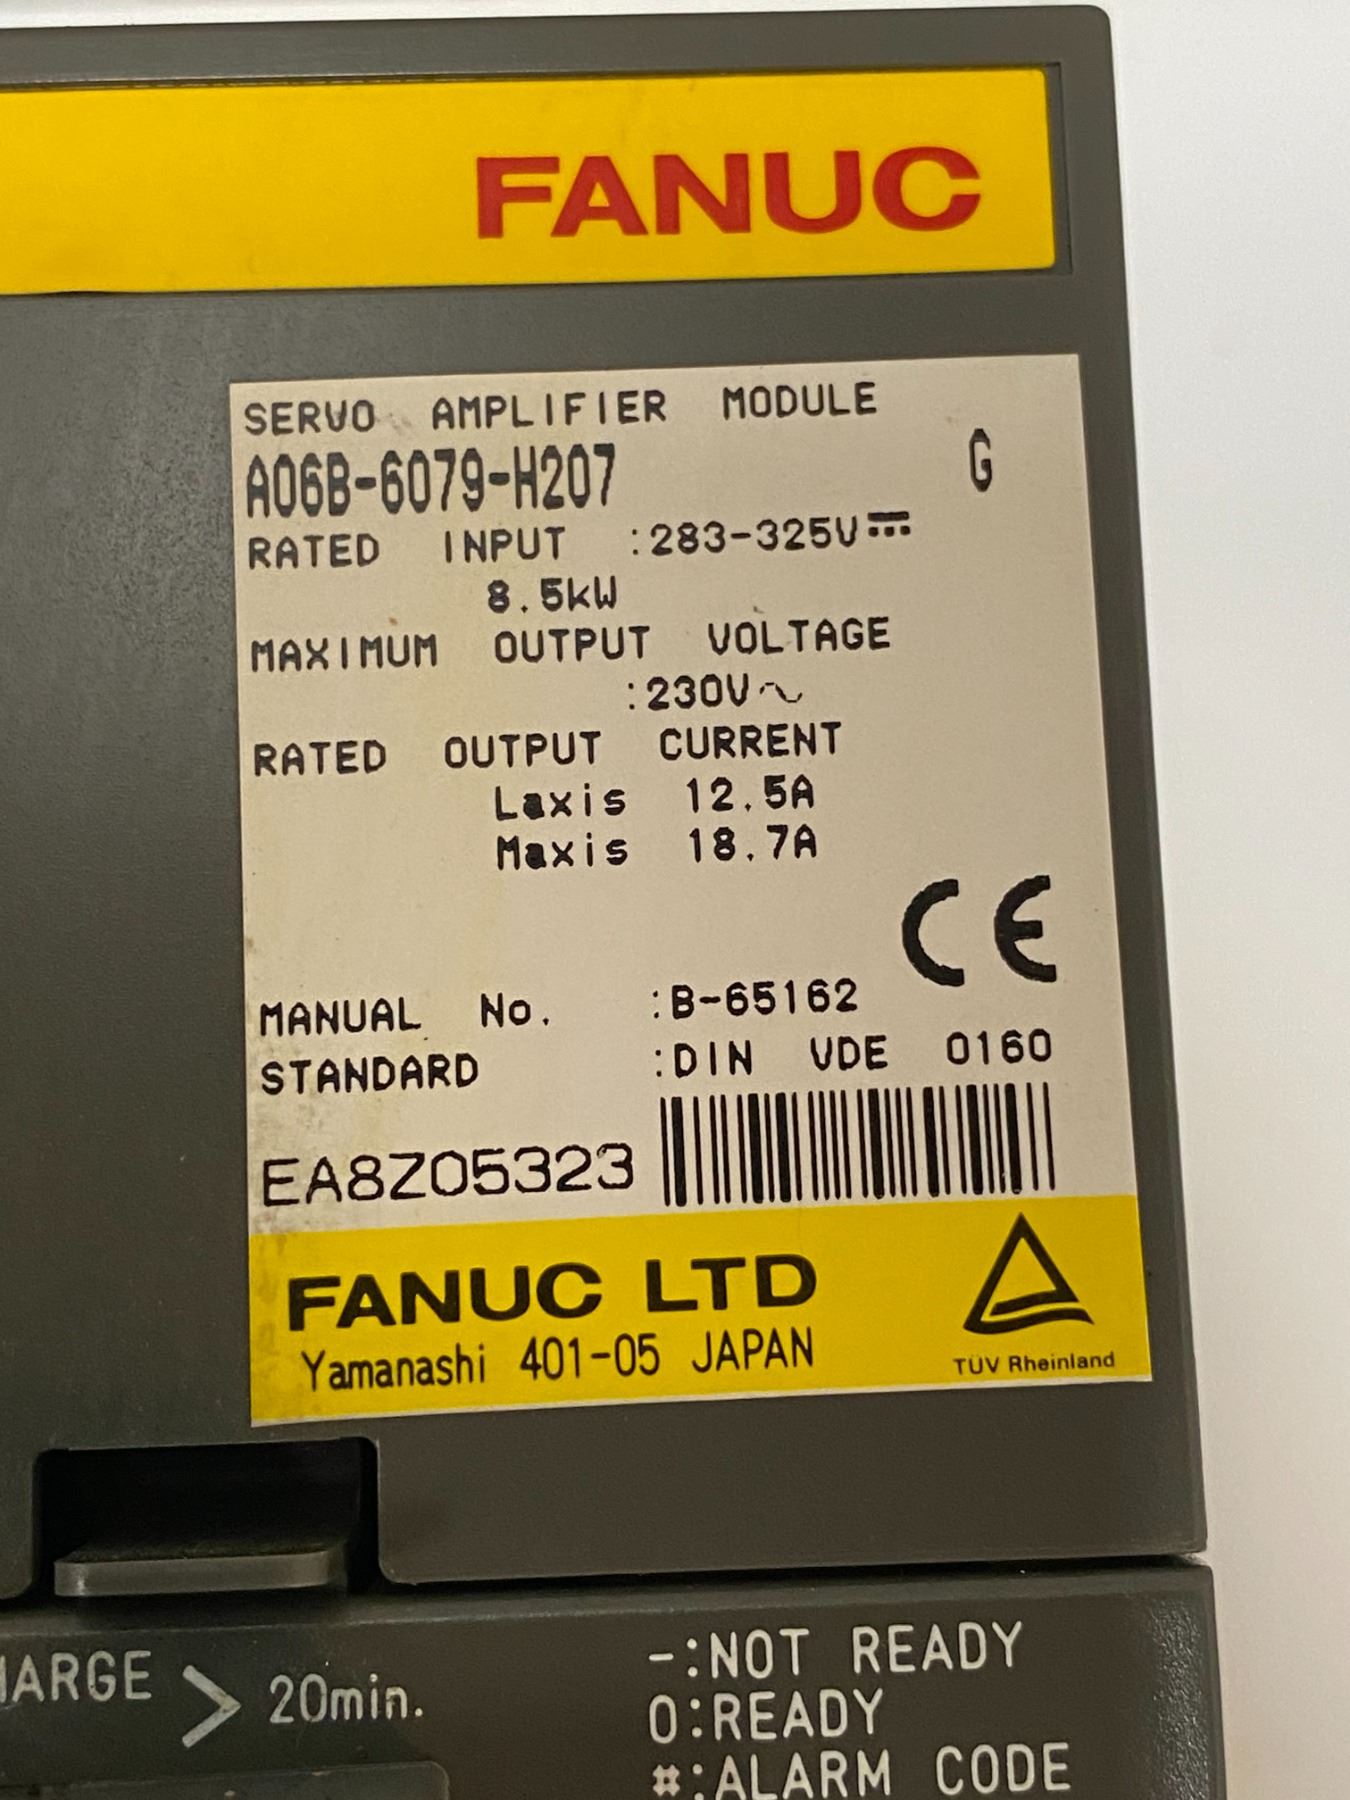 FANUC
SERVO AMPLIFIER MODULE
A06B-6079-H207 G
RATED INPUT :283-325V⎓
8.5kW
MAXIMUM OUTPUT VOLTAGE
:230V~
RATED OUTPUT CURRENT
Laxis 12.5A
Maxis 18.7A
CE
MANUAL No. :B-65162
STANDARD :DIN VDE 0160
EA8Z05323
FANUC LTD
Yamanashi 401-05 JAPAN
TÜV Rheinland
HARGE > 20min.
-:NOT READY
0:READY
#:ALARM CODE